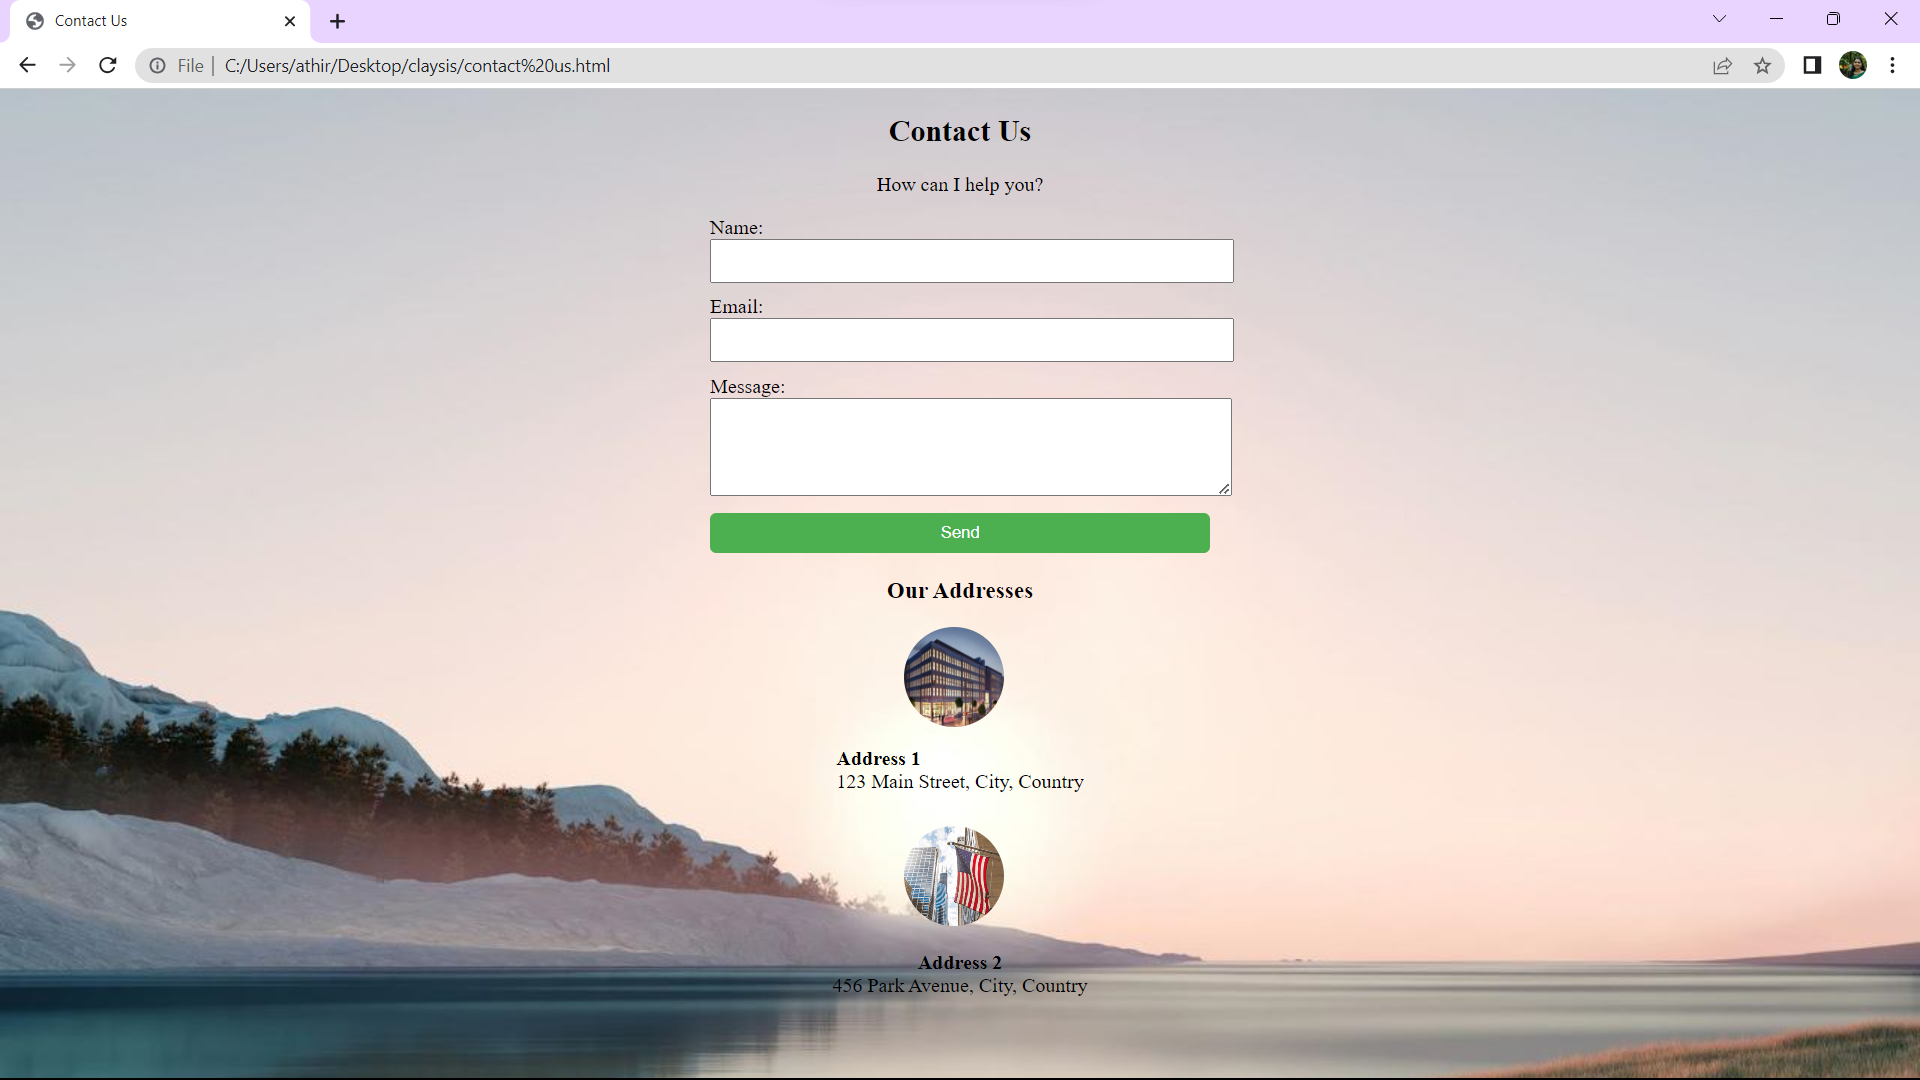 Contact Us
File | C:/Users/athir/Desktop/claysis/contact%20us.html
Contact Us
How can I help you?
Name:
Email:
Message:
Send
Our Addresses
Address 1
123 Main Street, City, Country
Address 2
456 Park Avenue, City, Country